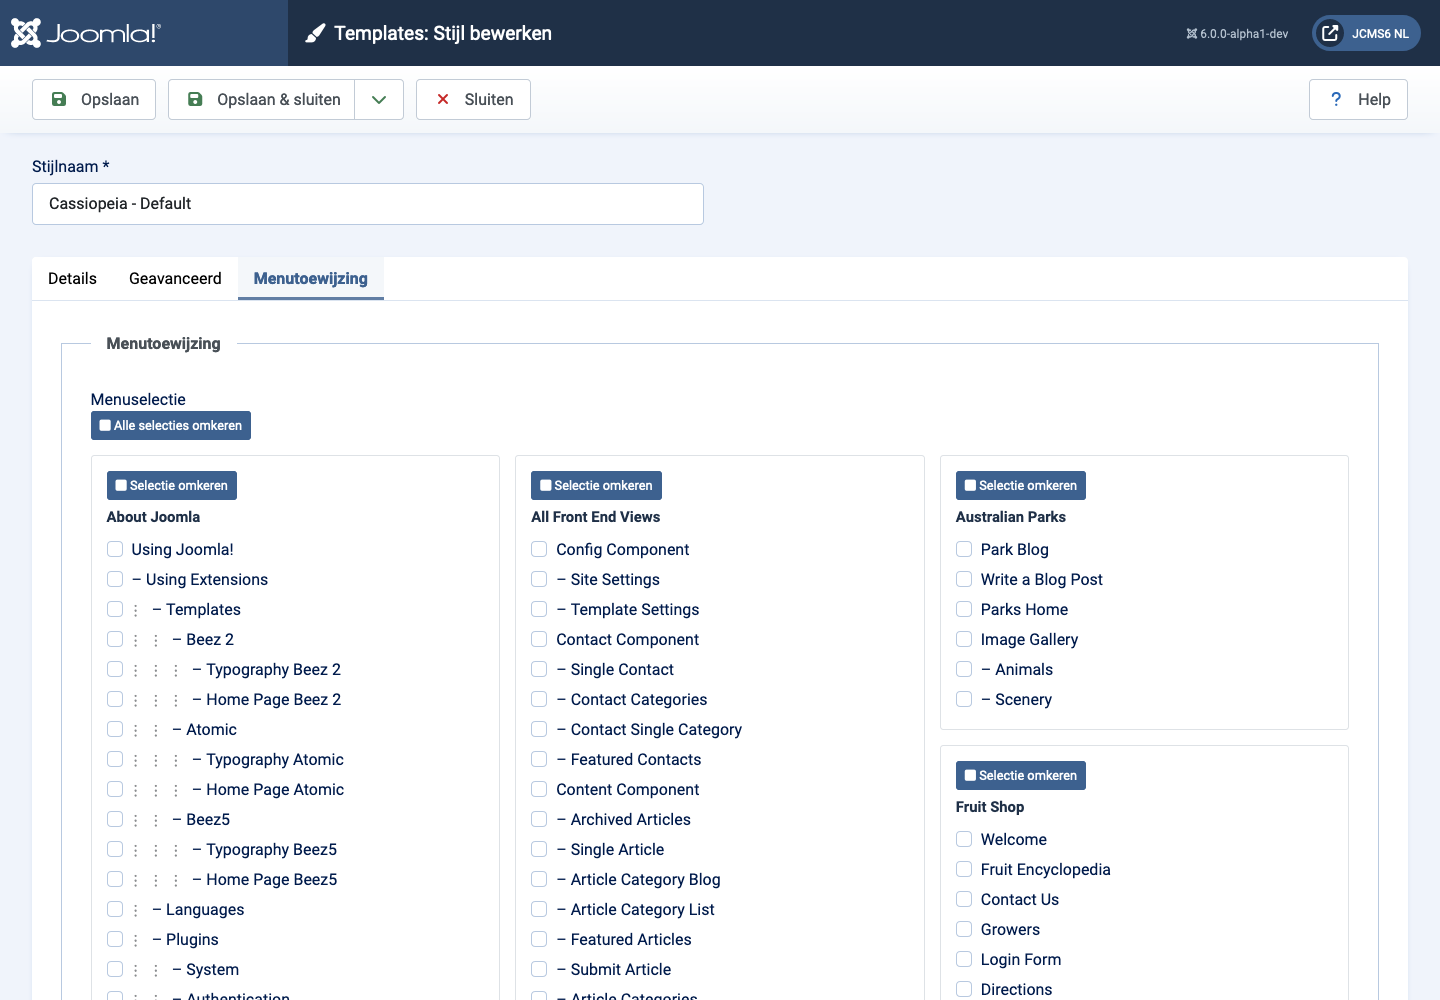 Joomla!®
Templates: Stijl bewerken
6.0.0-alpha1-dev
JCMS6 NL
Opslaan
Opslaan & sluiten
Sluiten
? Help
Stijlnaam *
Cassiopeia - Default
Details
Geavanceerd
Menutoewijzing
Menutoewijzing
Menuselectie
Alle selecties omkeren
Selectie omkeren
About Joomla
Using Joomla!
– Using Extensions
– Templates
– Beez 2
– Typography Beez 2
– Home Page Beez 2
– Atomic
– Typography Atomic
– Home Page Atomic
– Beez5
– Typography Beez5
– Home Page Beez5
– Languages
– Plugins
– System
– Authentication
Selectie omkeren
All Front End Views
Config Component
– Site Settings
– Template Settings
Contact Component
– Single Contact
– Contact Categories
– Contact Single Category
– Featured Contacts
Content Component
– Archived Articles
– Single Article
– Article Category Blog
– Article Category List
– Featured Articles
– Submit Article
– Article Categories
Selectie omkeren
Australian Parks
Park Blog
Write a Blog Post
Parks Home
Image Gallery
– Animals
– Scenery
Selectie omkeren
Fruit Shop
Welcome
Fruit Encyclopedia
Contact Us
Growers
Login Form
Directions